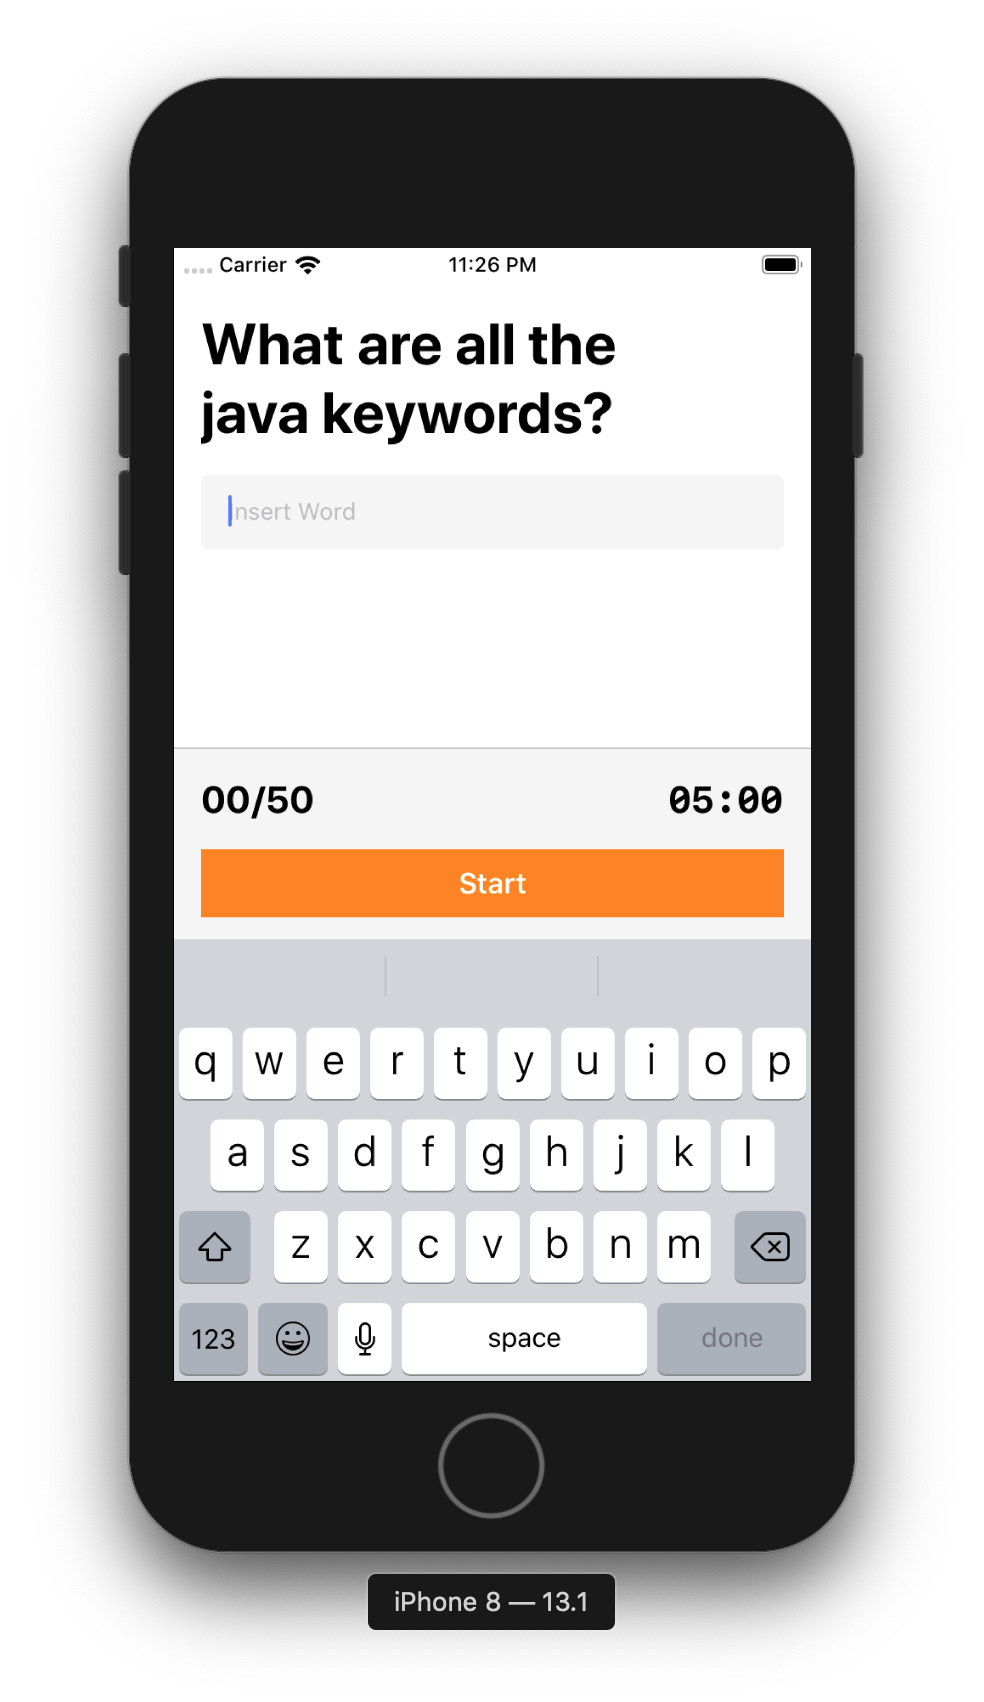 Carrier 11:26 PM
What are all the
java keywords?
Insert Word
00/50 05:00
Start
q w e r t y u i o p
a s d f g h j k l
z x c v b n m
123 space done
iPhone 8 — 13.1